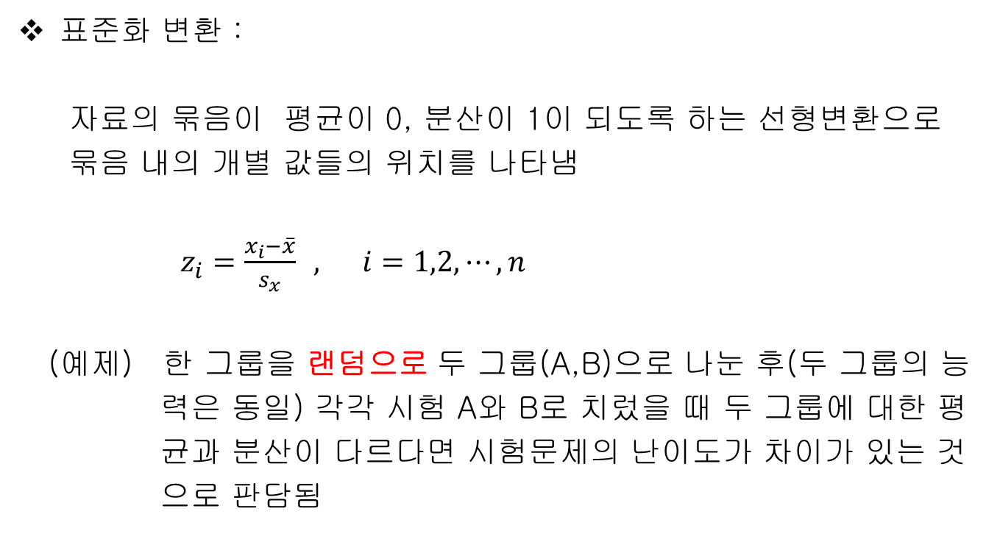 ❖ 표준화 변환 :
자료의 묶음이 평균이 0, 분산이 1이 되도록 하는 선형변환으로
묶음 내의 개별 값들의 위치를 나타냄
$z_i = \frac{x_i - \bar{x}}{s_x}$ , $i = 1,2,\cdots,n$
(예제) 한 그룹을 랜덤으로 두 그룹(A,B)으로 나눈 후(두 그룹의 능
력은 동일) 각각 시험 A와 B로 치렀을 때 두 그룹에 대한 평
균과 분산이 다르다면 시험문제의 난이도가 차이가 있는 것
으로 판담됨